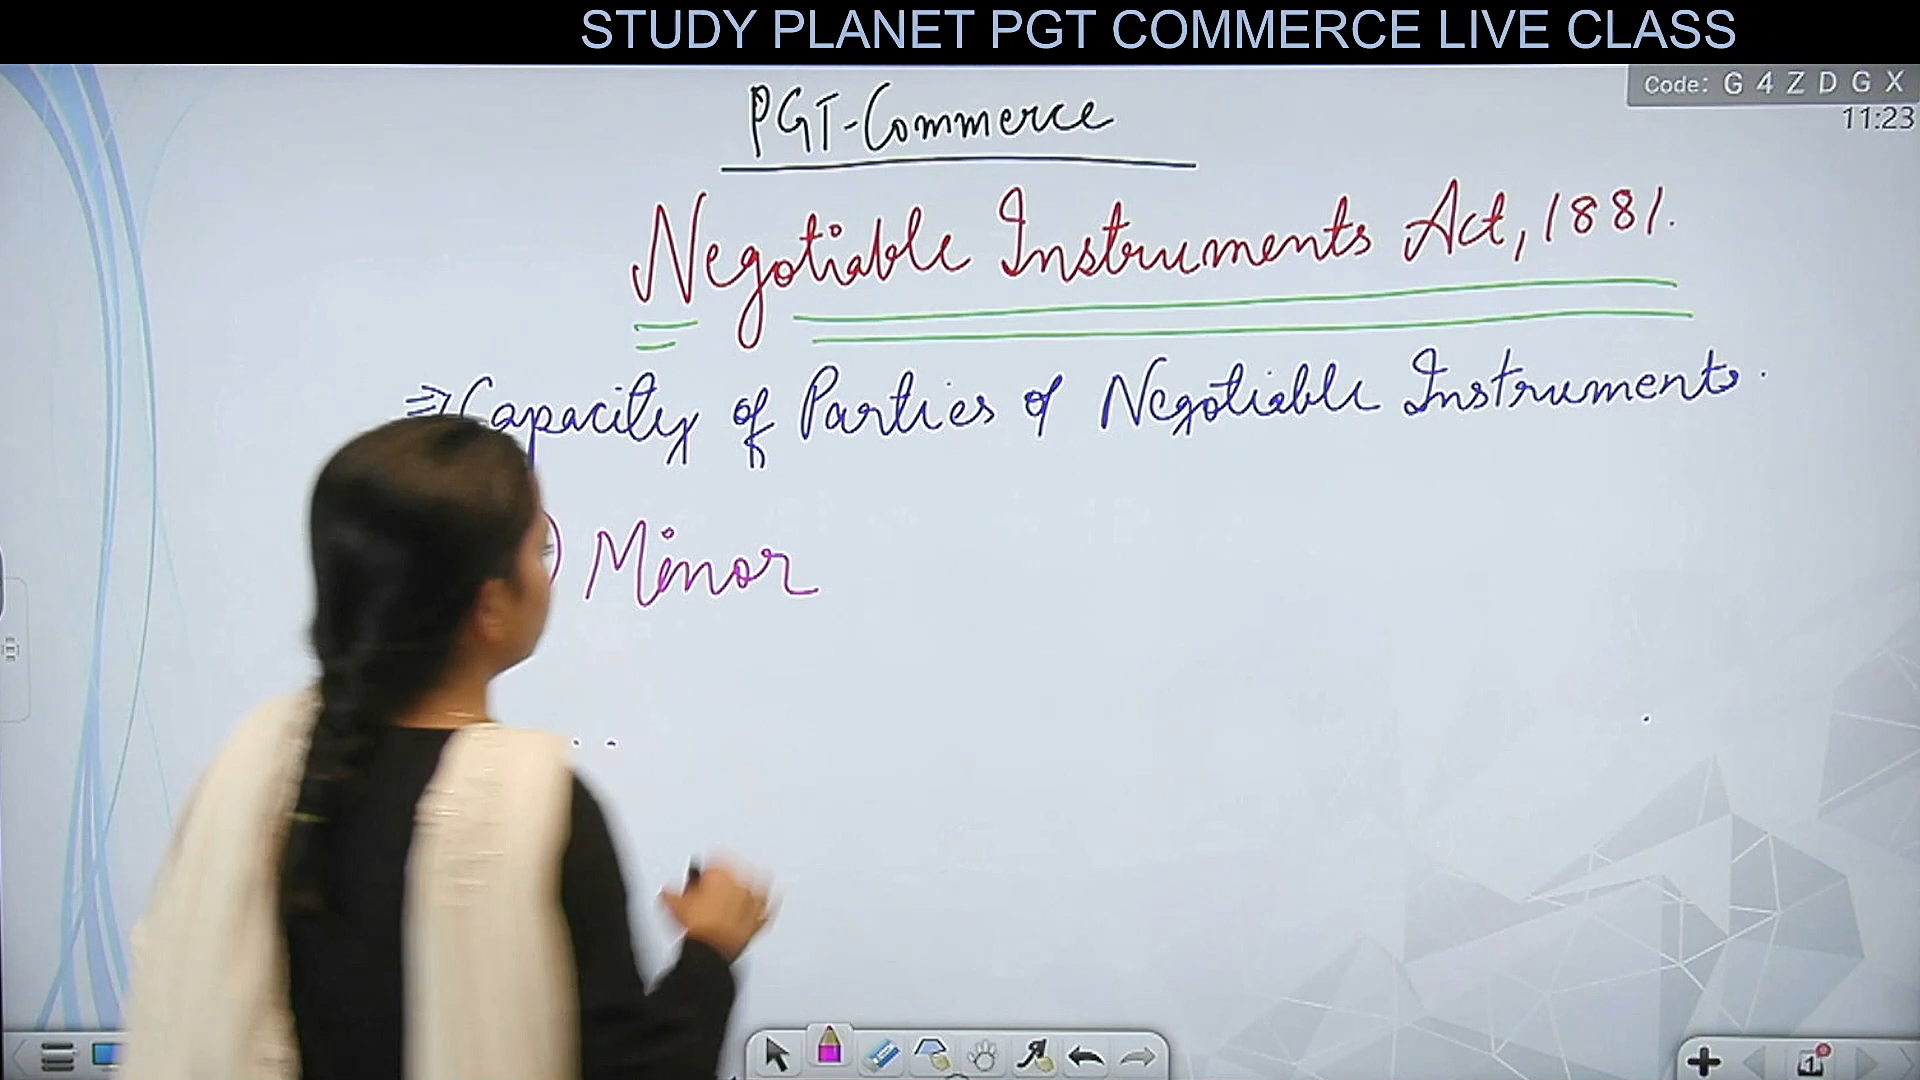 STUDY PLANET PGT COMMERCE LIVE CLASS
Code: G 4 Z D G X
11:23
PGT-Commerce
Negotiable Instruments Act, 1881.
⇒ Capacity of Parties of Negotiable Instruments.
) Minor
1